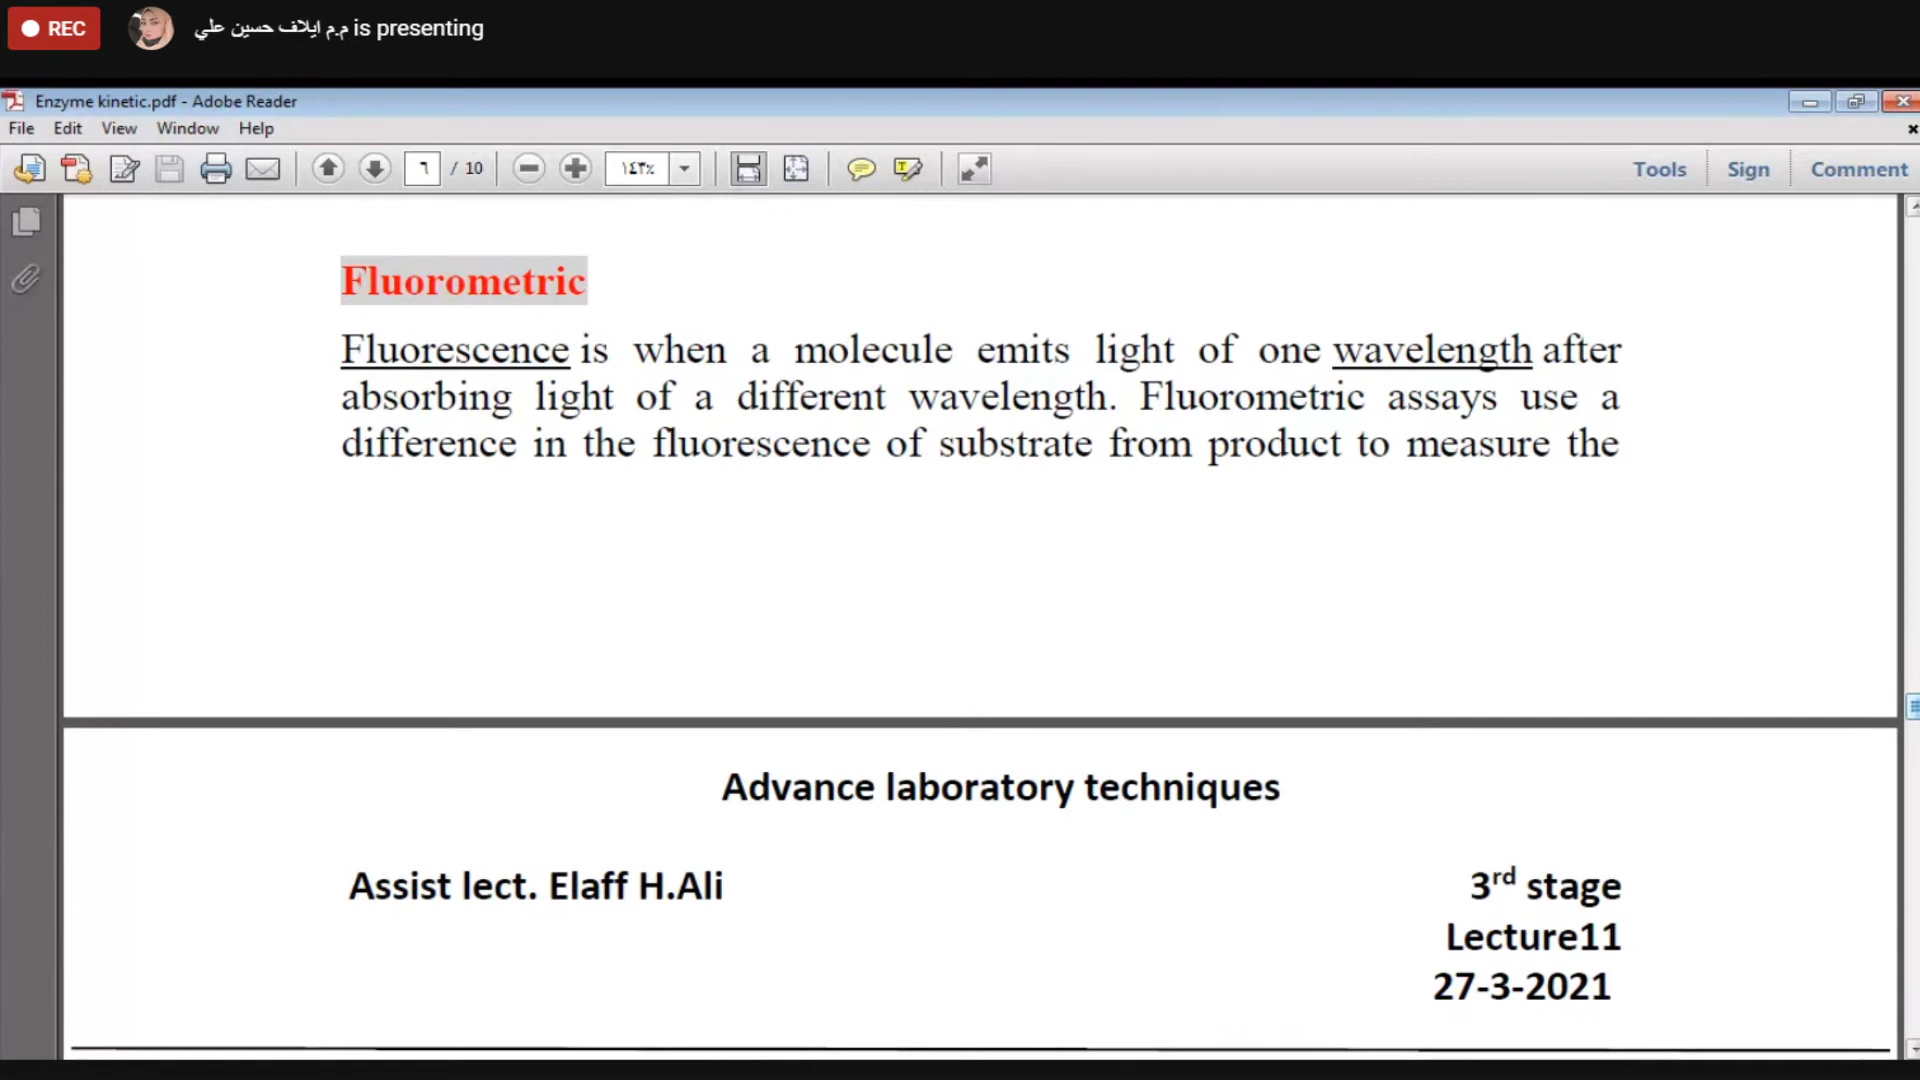 REC
م.م ايلاف حسين علي is presenting
Enzyme kinetic.pdf - Adobe Reader
File Edit View Window Help
٦ / 10 ١٤٣٪ Tools Sign Comment
Fluorometric
Fluorescence is when a molecule emits light of one wavelength after
absorbing light of a different wavelength. Fluorometric assays use a
difference in the fluorescence of substrate from product to measure the
Advance laboratory techniques
Assist lect. Elaff H.Ali
3rd stage
Lecture11
27-3-2021